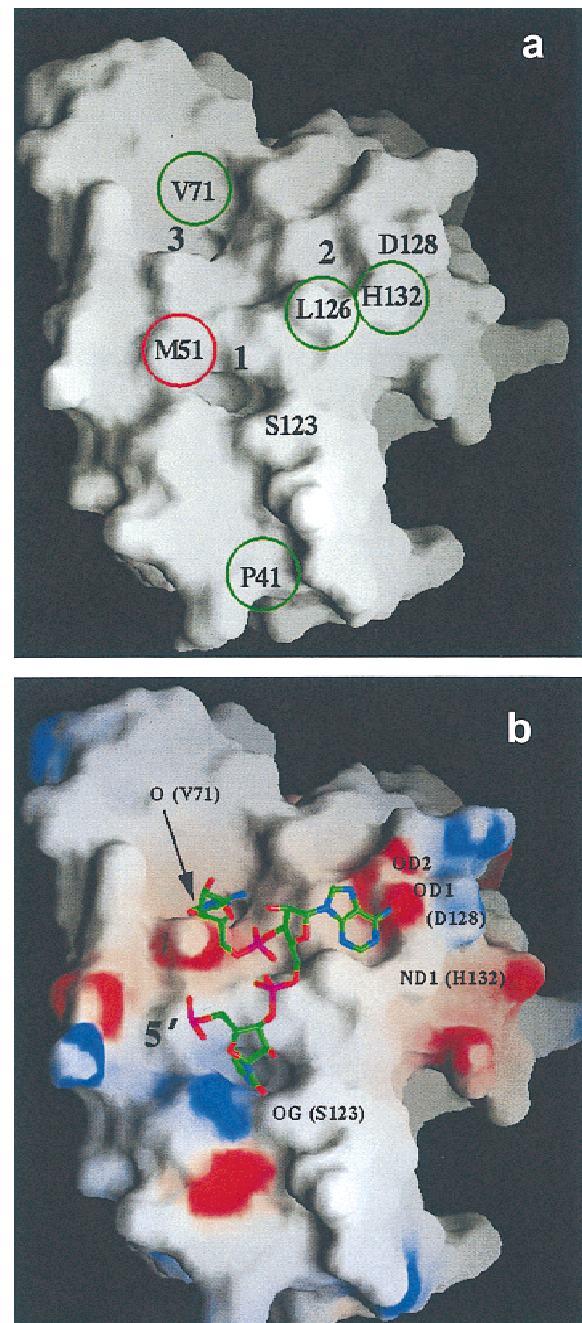 a
V71
3
2
D128
L126
H132
M51
1
S123
P41
b
O (V71)
OD2
OD1
(D128)
ND1 (H132)
5′
OG (S123)